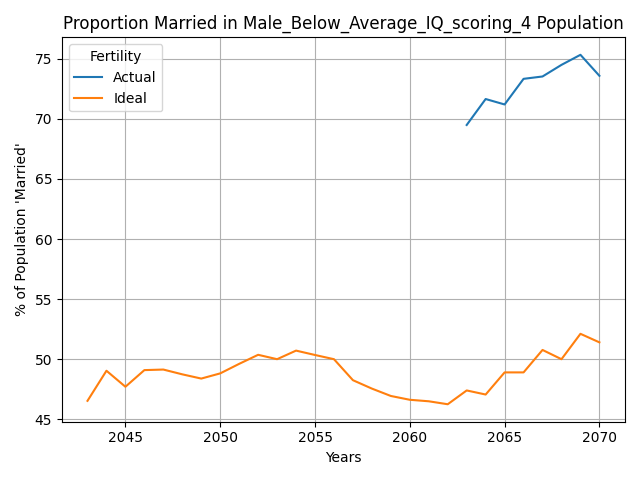 Proportion Married in Male_Below_Average_IQ_scoring_4 Population
Fertility
Actual
Ideal
% of Population 'Married'
75
70
65
60
55
50
45
2045 2050 2055 2060 2065 2070
Years